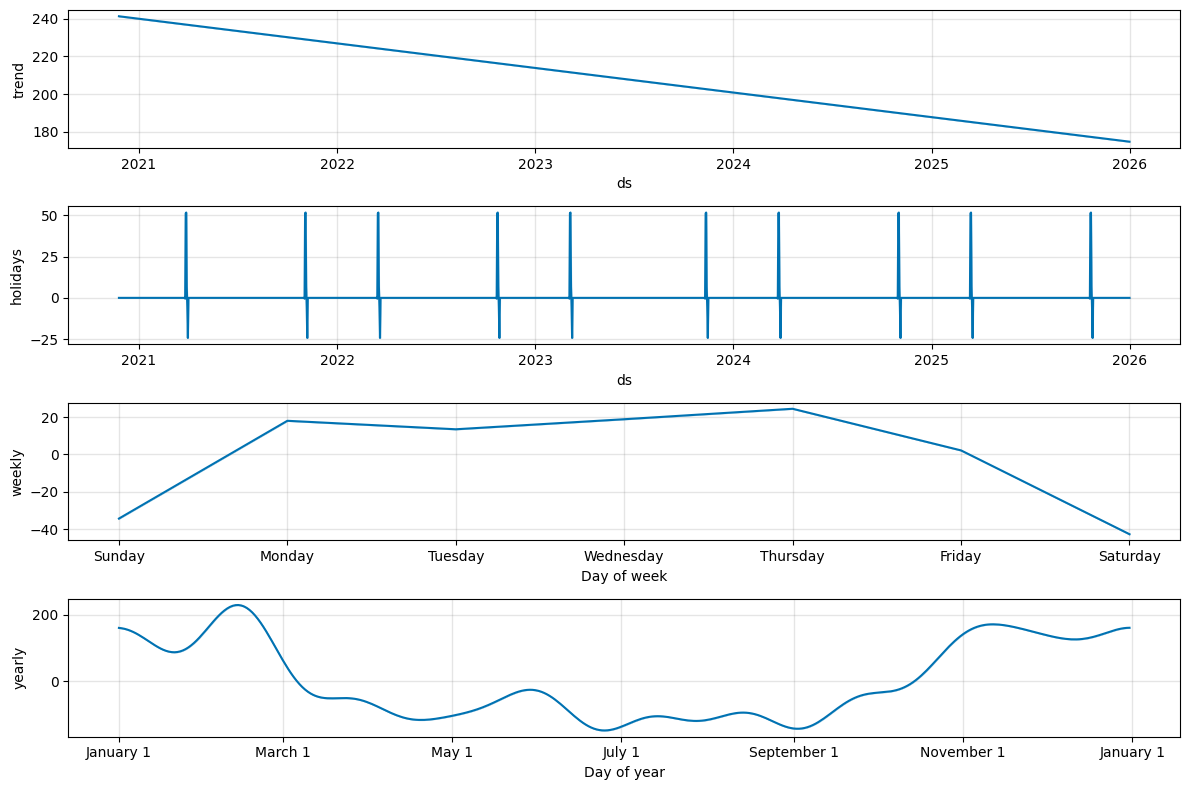 240
220
200
180
trend
2021 2022 2023 2024 2025 2026
ds
50
25
0
−25
holidays
2021 2022 2023 2024 2025 2026
ds
20
0
−20
−40
weekly
Sunday Monday Tuesday Wednesday Thursday Friday Saturday
Day of week
200
0
yearly
January 1 March 1 May 1 July 1 September 1 November 1 January 1
Day of year